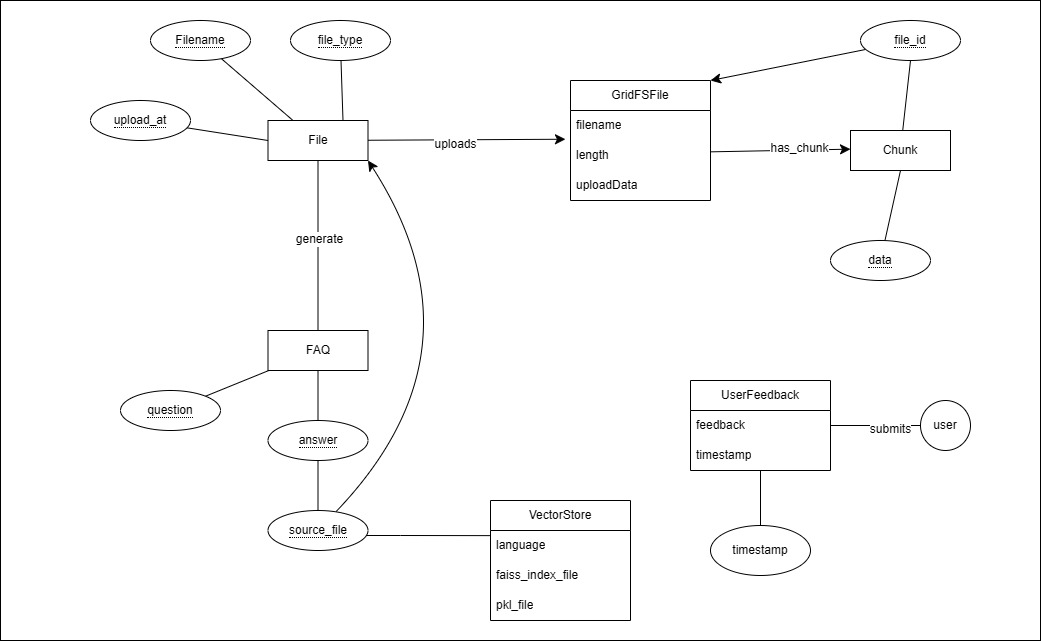 Filename
file_type
file_id
upload_at
File
uploads
GridFSFile
filename
length
uploadData
has_chunk
Chunk
generate
data
FAQ
question
answer
source_file
VectorStore
language
faiss_index_file
pkl_file
UserFeedback
feedback
timestamp
submits
user
timestamp